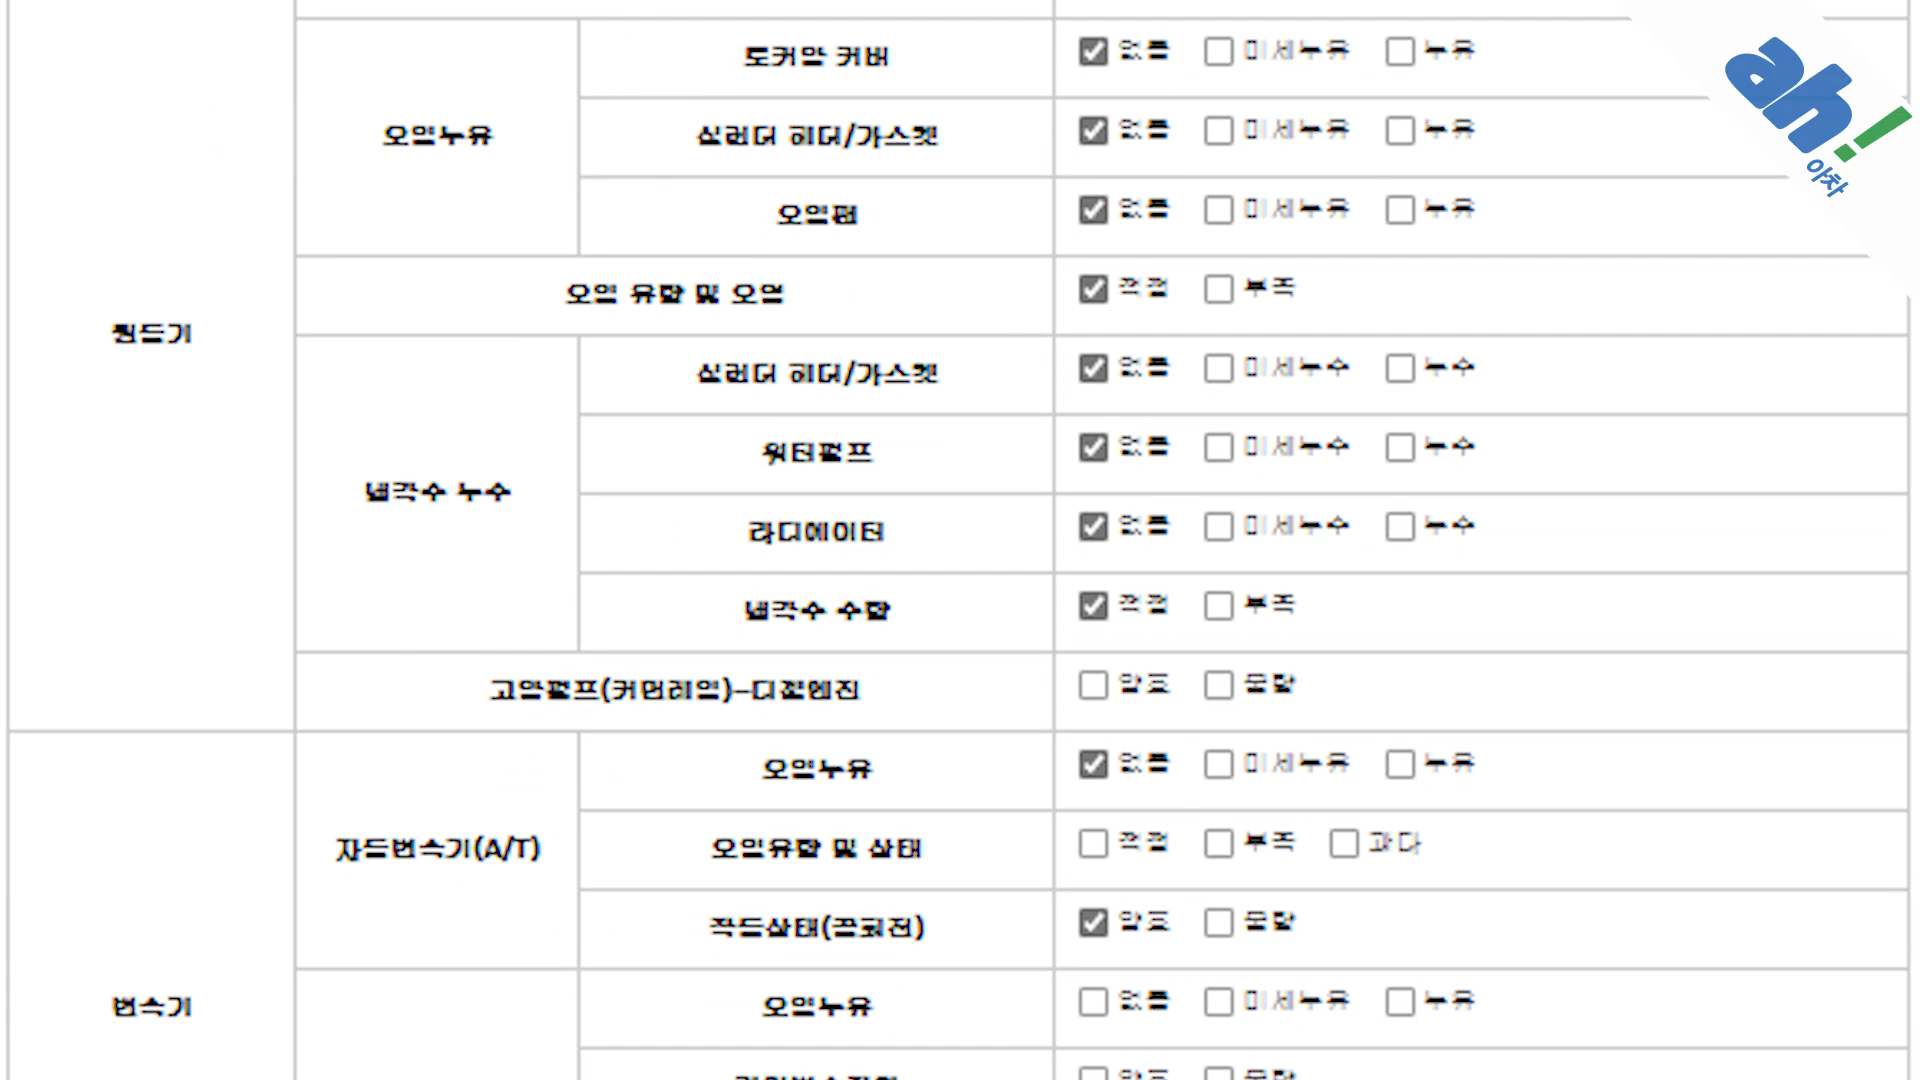 로커암 커버
없음 미세누유 누유
오일누유
실린더 헤더/가스켓
없음 미세누유 누유
오일팬
없음 미세누유 누유
오일 유량 및 오염
적정 부족
원동기
실린더 헤더/가스켓
없음 미세누수 누수
워터펌프
없음 미세누수 누수
냉각수 누수
라디에이터
없음 미세누수 누수
냉각수 수량
적정 부족
고압펌프(커먼레일)-디젤엔진
양호 불량
오일누유
없음 미세누유 누유
자동변속기(A/T)
오일유량 및 상태
적정 부족 과다
작동상태(공회전)
양호 불량
변속기
오일누유
없음 미세누유 누유
양호 불량
ah!
아차